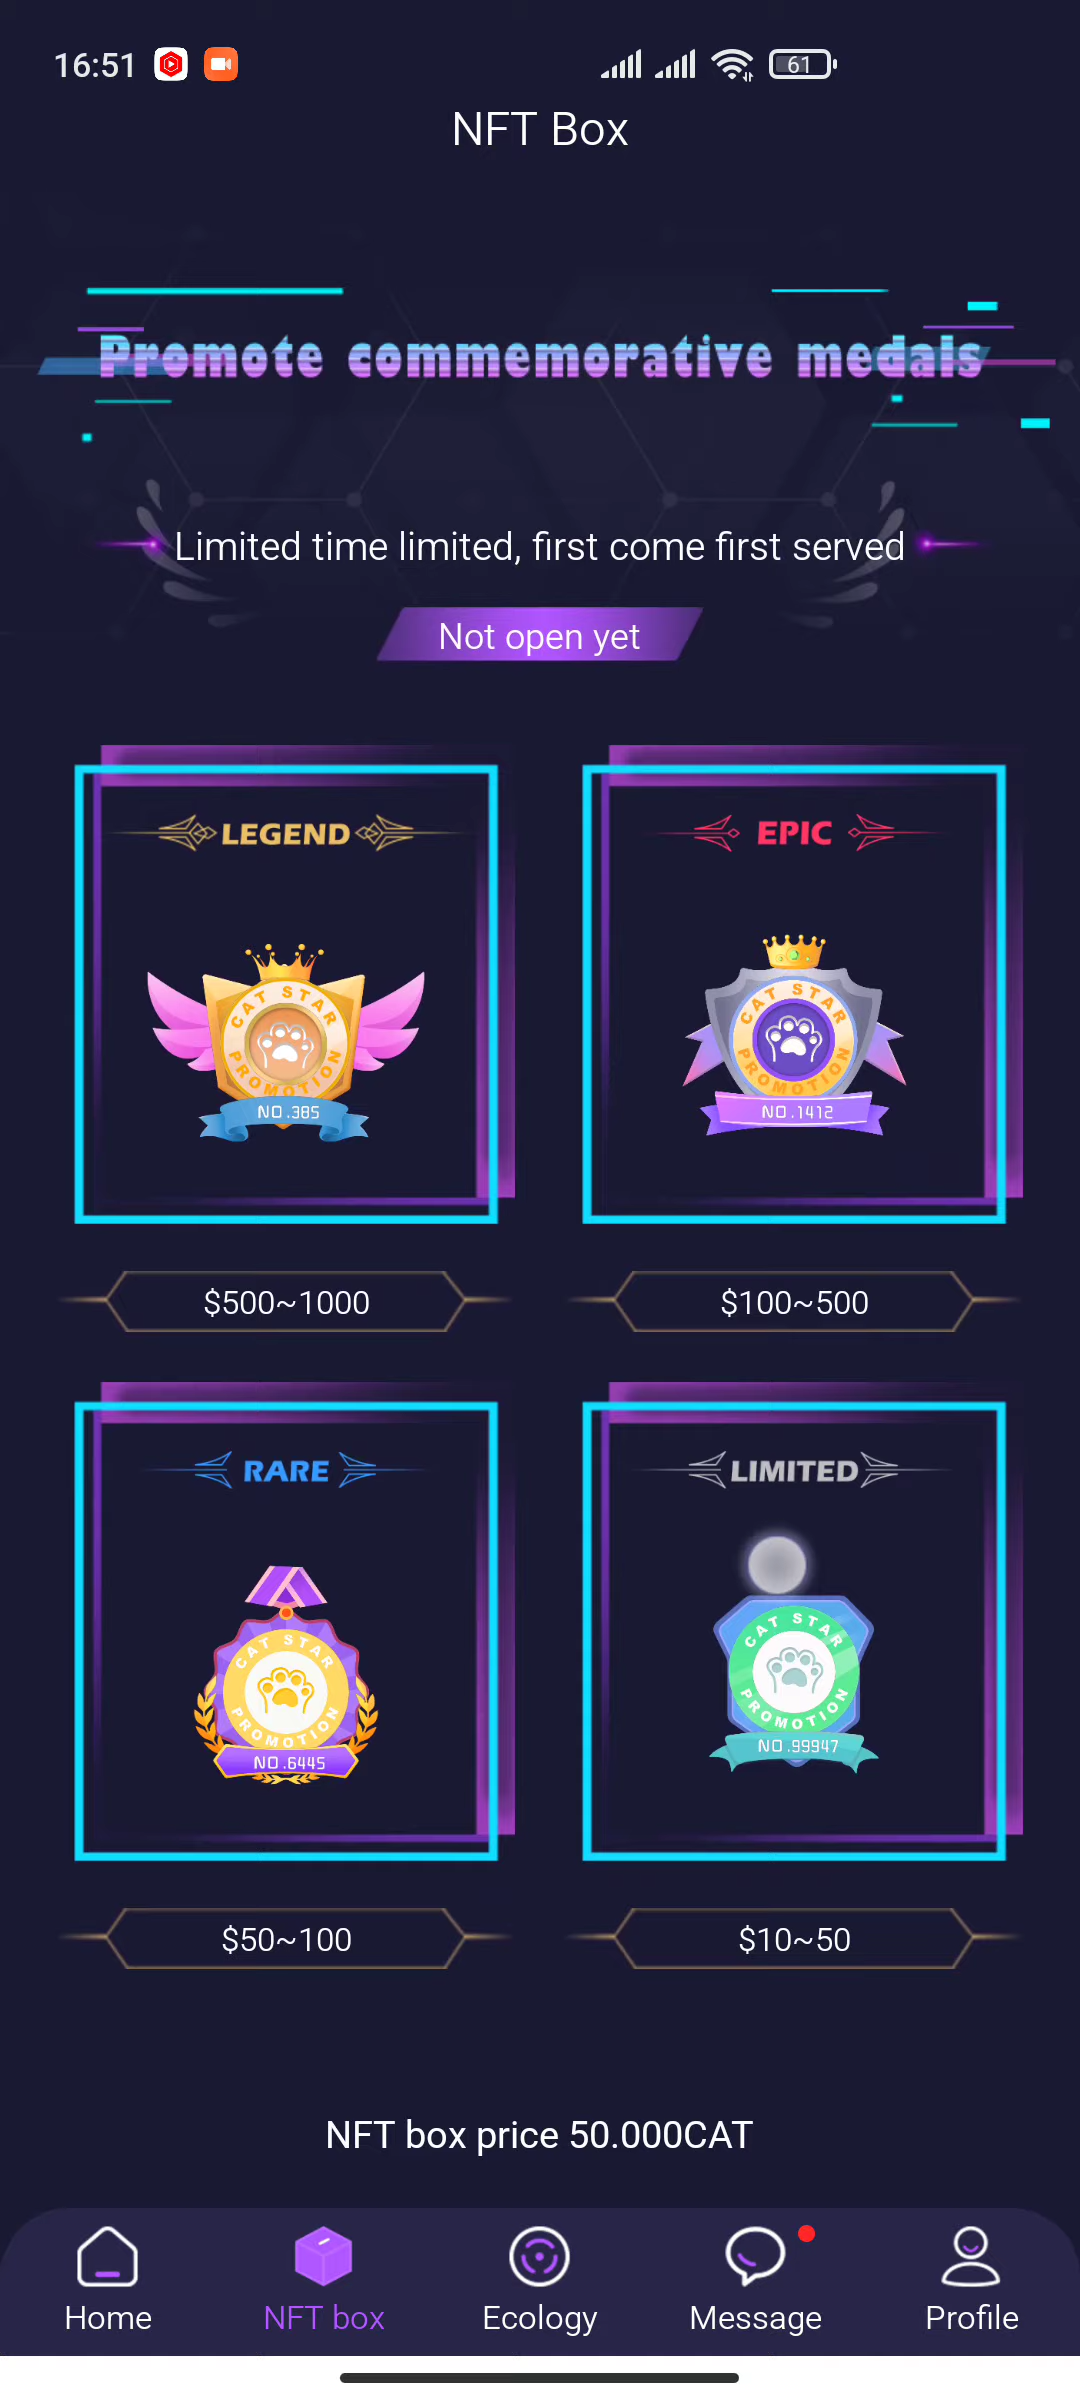 16:51
61
NFT Box
Promote commemorative medals
Limited time limited, first come first served
Not open yet
LEGEND
EPIC
CAT STAR
PROMOTION
NO.385
CAT STAR
PROMOTION
NO.1412
$500~1000
$100~500
RARE
LIMITED
CAT STAR
PROMOTION
NO.6445
CAT STAR
PROMOTION
NO.99947
$50~100
$10~50
NFT box price 50.000CAT
Home
NFT box
Ecology
Message
Profile